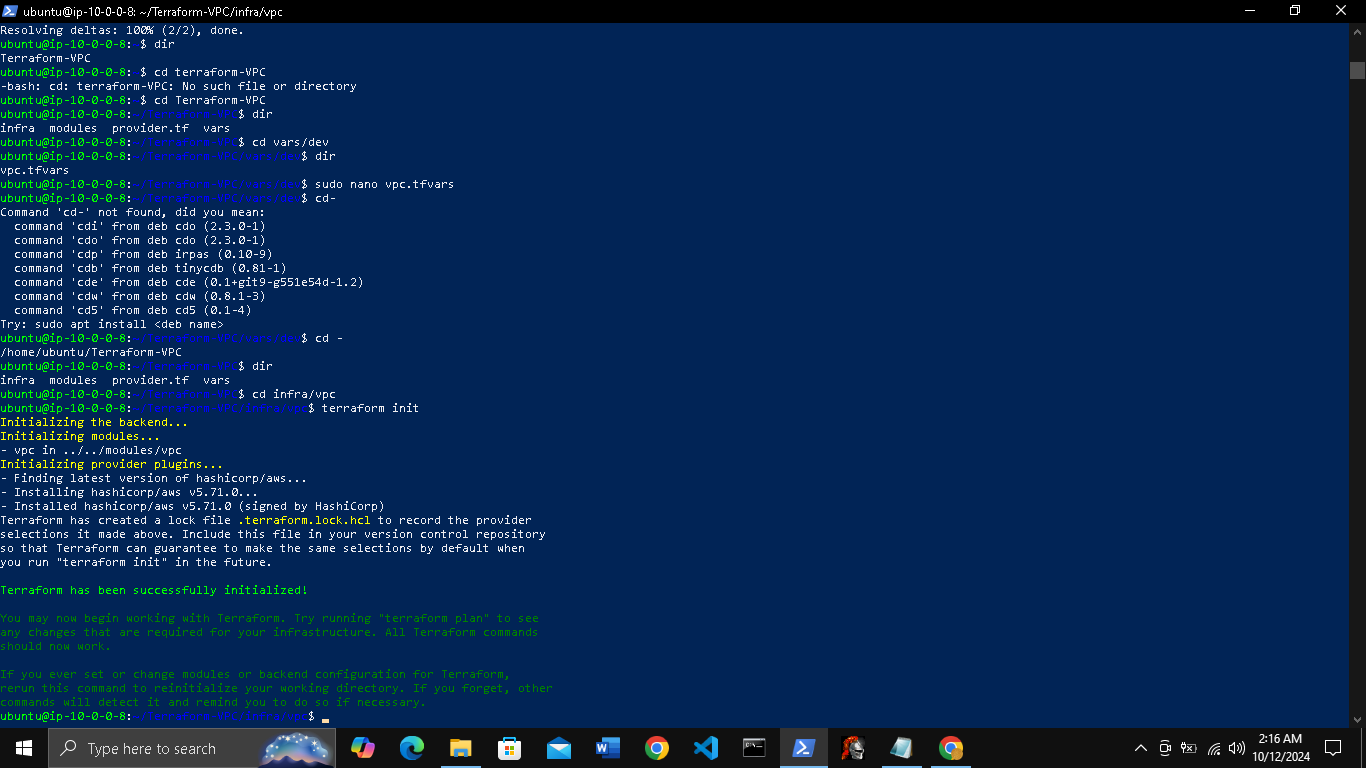 ubuntu@ip-10-0-0-8: ~/Terraform-VPC/infra/vpc
Resolving deltas: 100% (2/2), done.
ubuntu@ip-10-0-0-8:~$ dir
Terraform-VPC
ubuntu@ip-10-0-0-8:~$ cd terraform-VPC
-bash: cd: terraform-VPC: No such file or directory
ubuntu@ip-10-0-0-8:~$ cd Terraform-VPC
ubuntu@ip-10-0-0-8:~/Terraform-VPC$ dir
infra  modules  provider.tf  vars
ubuntu@ip-10-0-0-8:~/Terraform-VPC$ cd vars/dev
ubuntu@ip-10-0-0-8:~/Terraform-VPC/vars/dev$ dir
vpc.tfvars
ubuntu@ip-10-0-0-8:~/Terraform-VPC/vars/dev$ sudo nano vpc.tfvars
ubuntu@ip-10-0-0-8:~/Terraform-VPC/vars/dev$ cd-
Command 'cd-' not found, did you mean:
  command 'cdi' from deb cdo (2.3.0-1)
  command 'cdo' from deb cdo (2.3.0-1)
  command 'cdp' from deb irpas (0.10-9)
  command 'cdb' from deb tinycdb (0.81-1)
  command 'cde' from deb cde (0.1+git9-g551e54d-1.2)
  command 'cdw' from deb cdw (0.8.1-3)
  command 'cd5' from deb cd5 (0.1-4)
Try: sudo apt install <deb name>
ubuntu@ip-10-0-0-8:~/Terraform-VPC/vars/dev$ cd -
/home/ubuntu/Terraform-VPC
ubuntu@ip-10-0-0-8:~/Terraform-VPC$ dir
infra  modules  provider.tf  vars
ubuntu@ip-10-0-0-8:~/Terraform-VPC$ cd infra/vpc
ubuntu@ip-10-0-0-8:~/Terraform-VPC/infra/vpc$ terraform init
Initializing the backend...
Initializing modules...
- vpc in ../../modules/vpc
Initializing provider plugins...
- Finding latest version of hashicorp/aws...
- Installing hashicorp/aws v5.71.0...
- Installed hashicorp/aws v5.71.0 (signed by HashiCorp)
Terraform has created a lock file .terraform.lock.hcl to record the provider
selections it made above. Include this file in your version control repository
so that Terraform can guarantee to make the same selections by default when
you run "terraform init" in the future.
Terraform has been successfully initialized!
You may now begin working with Terraform. Try running "terraform plan" to see
any changes that are required for your infrastructure. All Terraform commands
should now work.
If you ever set or change modules or backend configuration for Terraform,
rerun this command to reinitialize your working directory. If you forget, other
commands will detect it and remind you to do so if necessary.
ubuntu@ip-10-0-0-8:~/Terraform-VPC/infra/vpc$
Type here to search
2:16 AM
10/12/2024